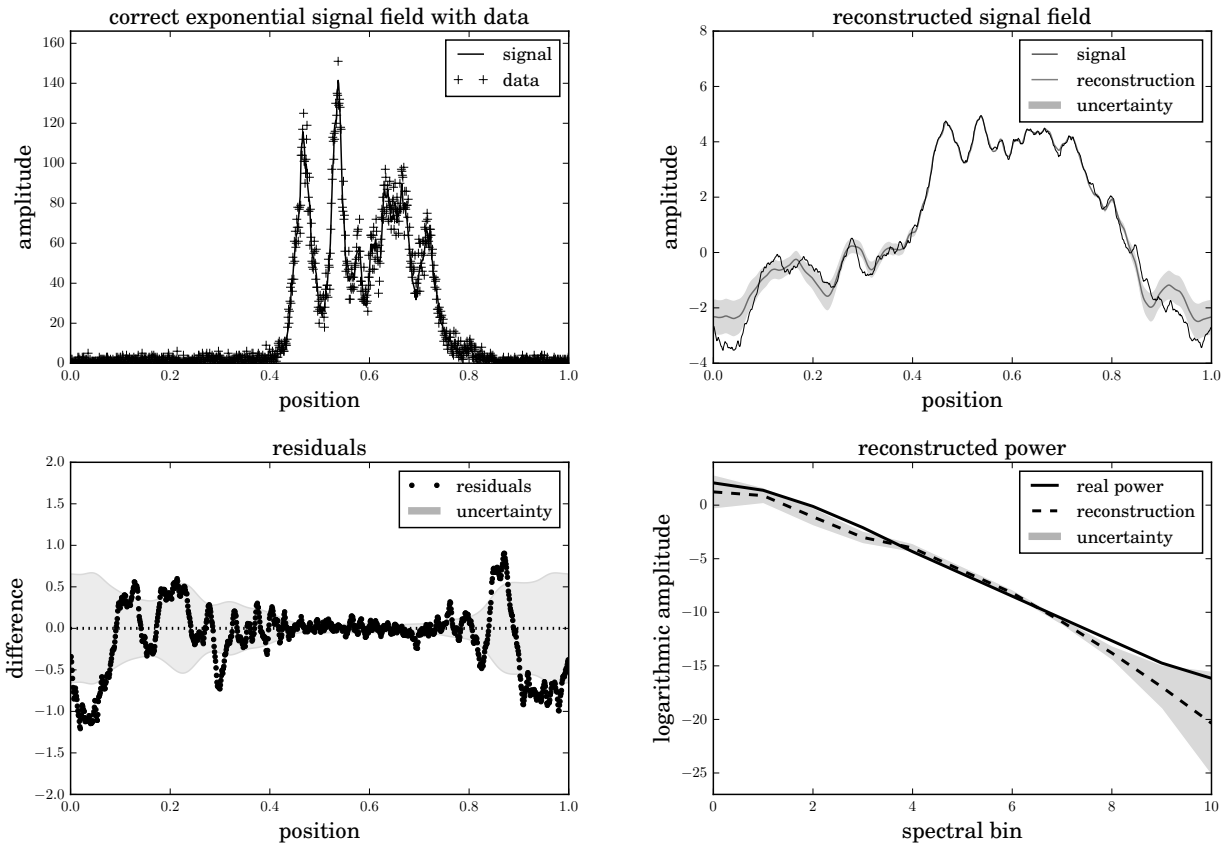 correct exponential signal field with data
amplitude
160
140
120
100
80
60
40
20
0
0.0 0.2 0.4 0.6 0.8 1.0
position
signal
data
reconstructed signal field
amplitude
8
6
4
2
0
−2
−4
0.0 0.2 0.4 0.6 0.8 1.0
position
signal
reconstruction
uncertainty
residuals
difference
2.0
1.5
1.0
0.5
0.0
−0.5
−1.0
−1.5
−2.0
0.0 0.2 0.4 0.6 0.8 1.0
position
residuals
uncertainty
reconstructed power
logarithmic amplitude
0
−5
−10
−15
−20
−25
0 2 4 6 8 10
spectral bin
real power
reconstruction
uncertainty